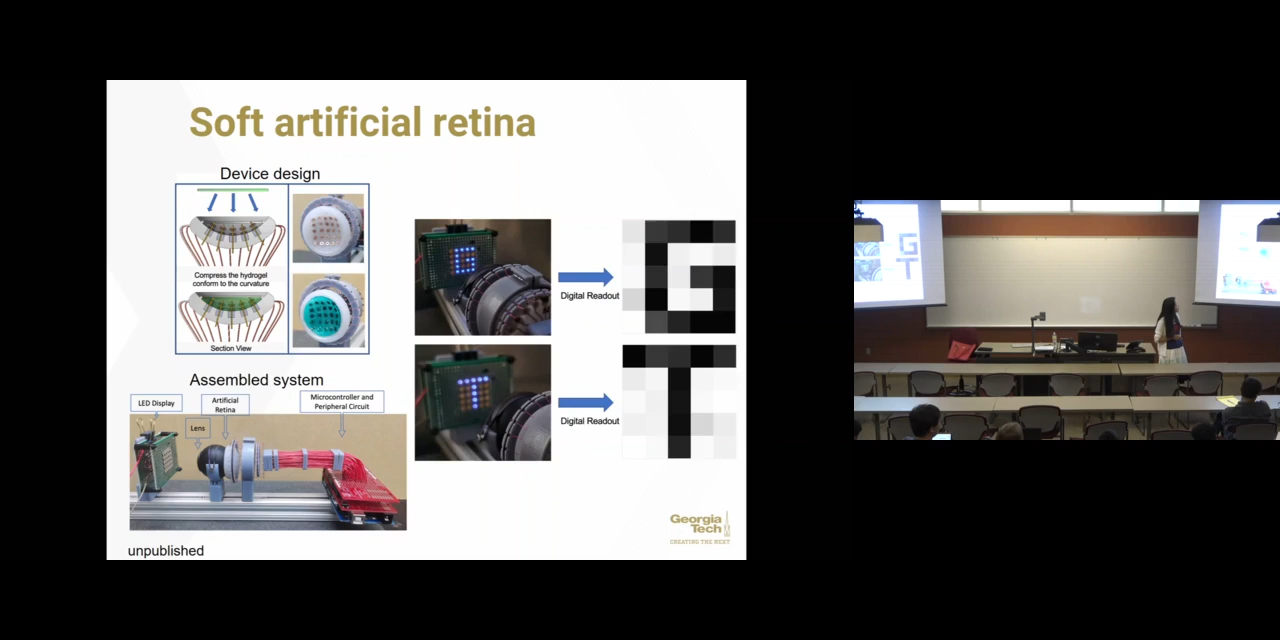 Soft artificial retina
Device design
Compress the hydrogel
conform to the curvature
Section View
Assembled system
LED Display
Artificial
Retina
Microcontroller and
Peripheral Circuit
Lens
Digital Readout
G
Digital Readout
T
unpublished
Georgia
Tech
CREATING THE NEXT
G
T